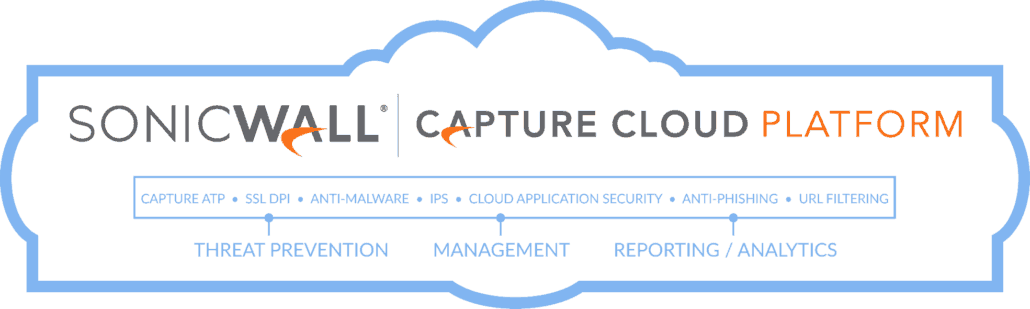 SONICWALL® | CAPTURE CLOUD PLATFORM
CAPTURE ATP • SSL DPI • ANTI-MALWARE • IPS • CLOUD APPLICATION SECURITY • ANTI-PHISHING • URL FILTERING
THREAT PREVENTION MANAGEMENT REPORTING / ANALYTICS